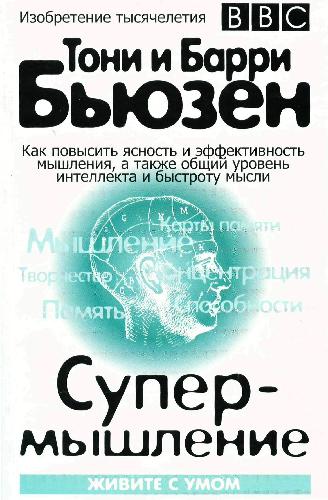 Изобретение тысячелетия
BBC
Тони и Барри
Бьюзен
Как повысить ясность и эффективность
мышления, а также общий уровень
интеллекта и быстроту мысли
Карты памяти
Мышление
Творчество Концентрация
Память Способности
Супер-
мышление
ЖИВИТЕ С УМОМ